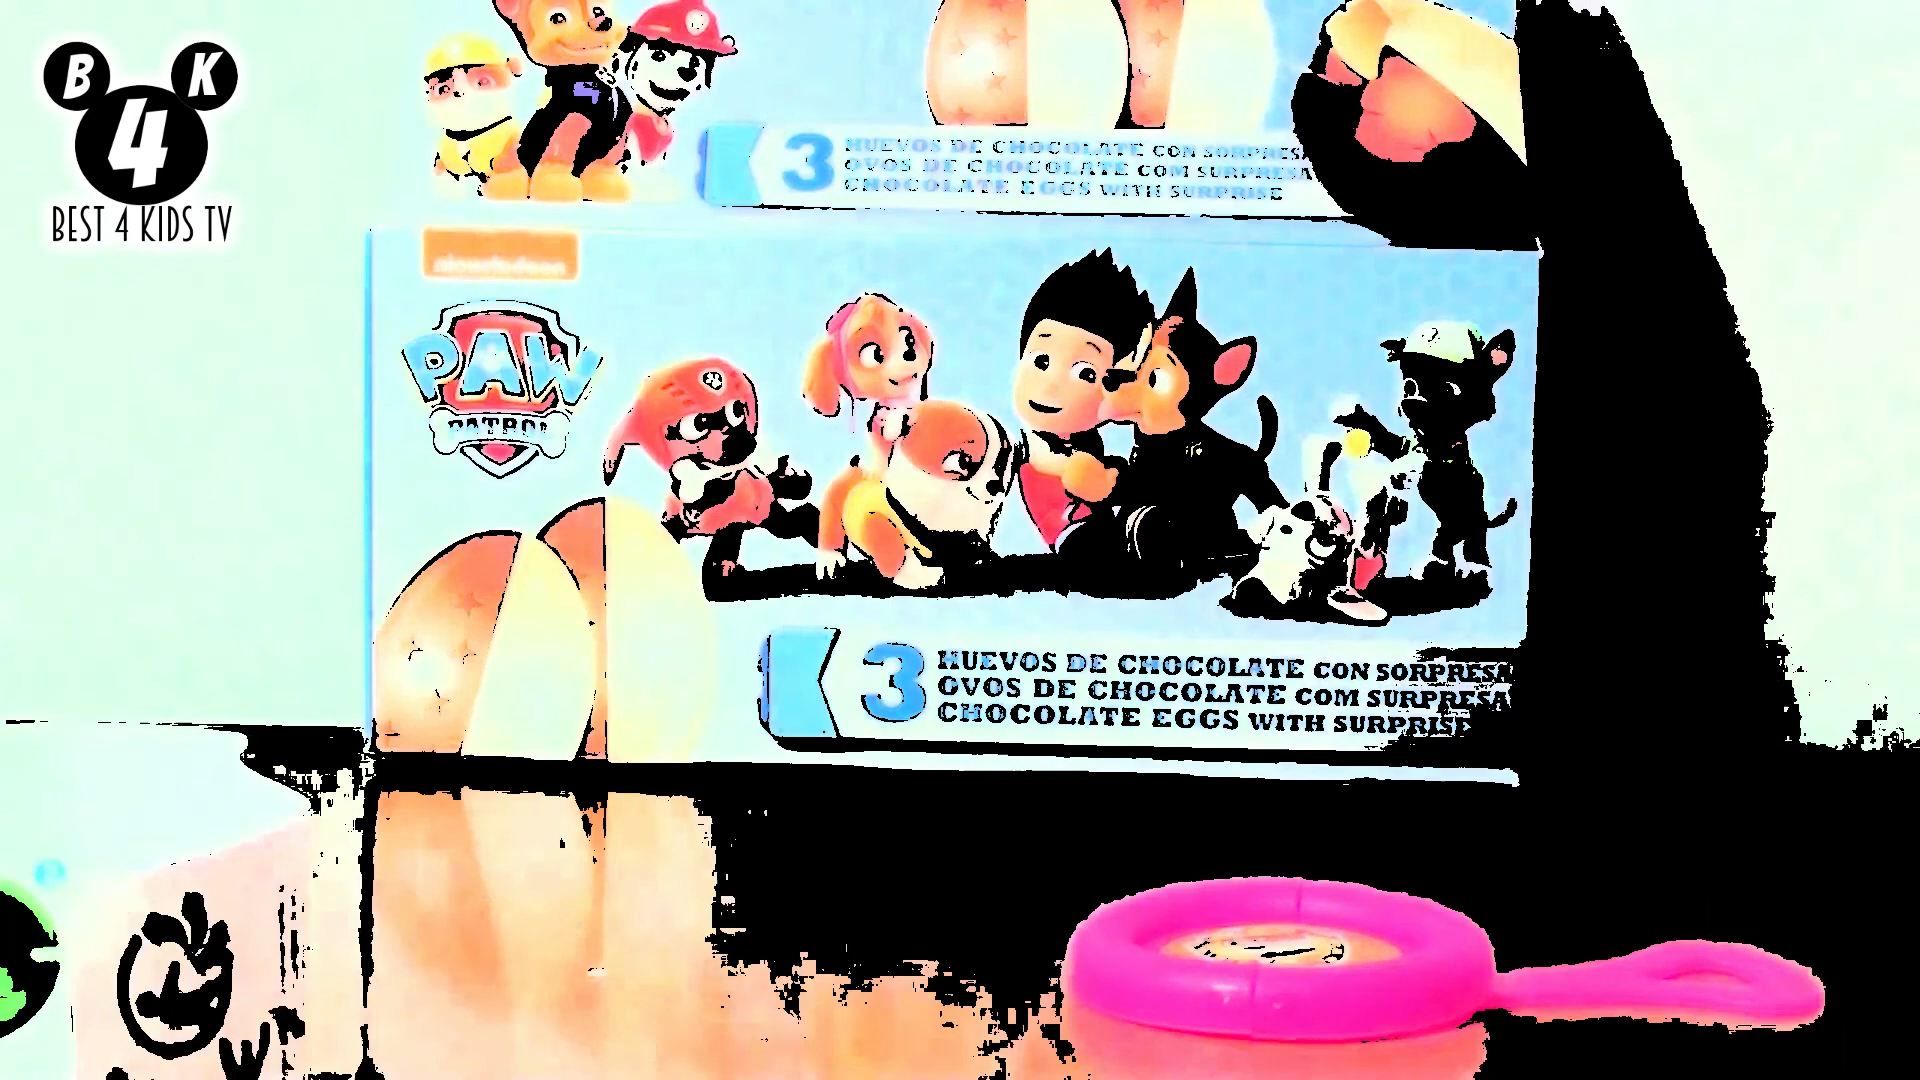 B K
4
BEST 4 KIDS TV
3 HUEVOS DE CHOCOLATE CON SORPRESA
OVOS DE CHOCOLATE COM SURPRESA
CHOCOLATE EGGS WITH SURPRISE
nickelodeon
PAW
PATROL
3 HUEVOS DE CHOCOLATE CON SORPRESA
OVOS DE CHOCOLATE COM SURPRESA
CHOCOLATE EGGS WITH SURPRISE